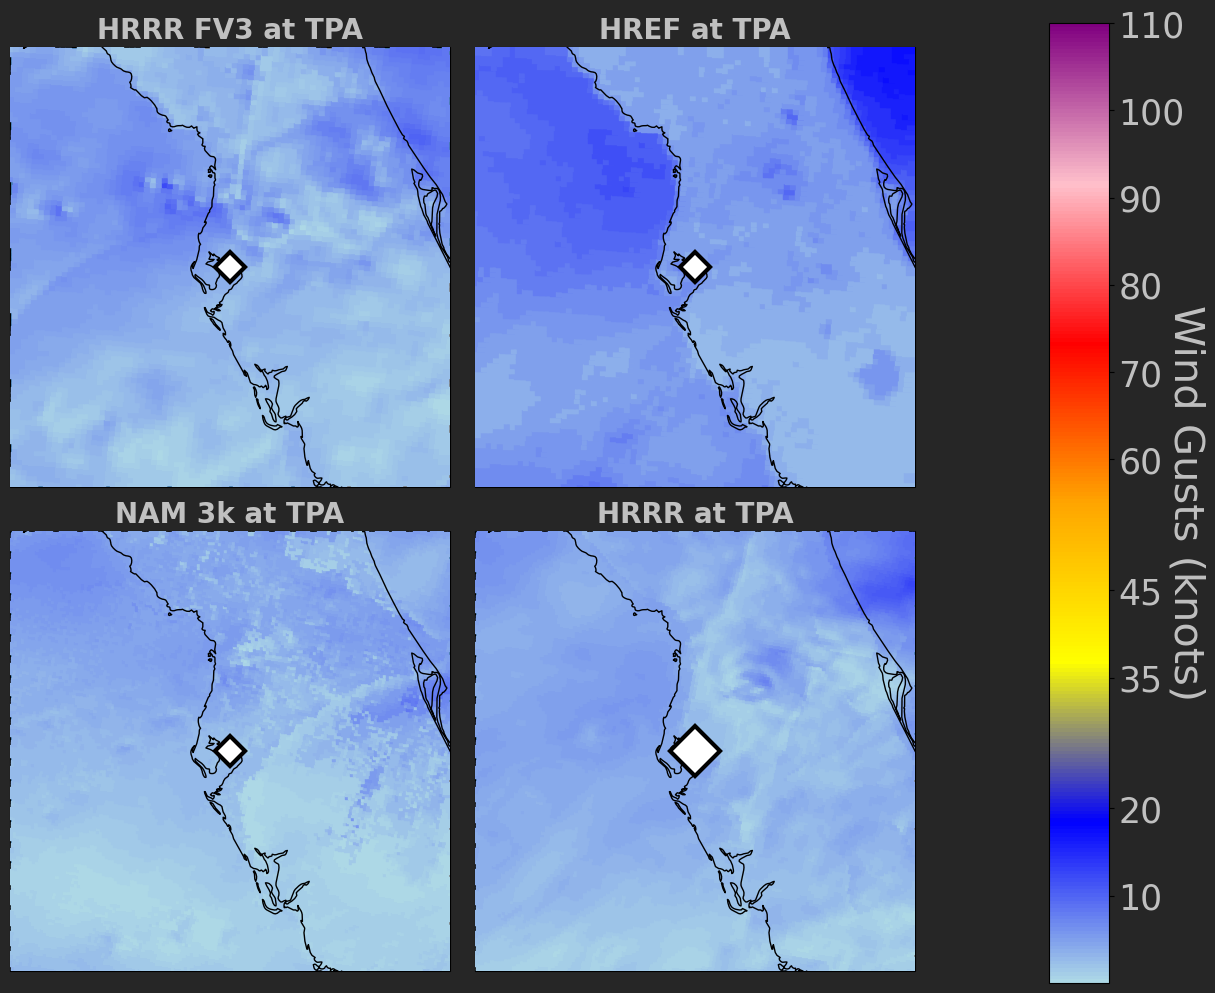 HRRR FV3 at TPA
HREF at TPA
NAM 3k at TPA
HRRR at TPA
110
100
90
80
70
60
45
35
20
10
Wind Gusts (knots)